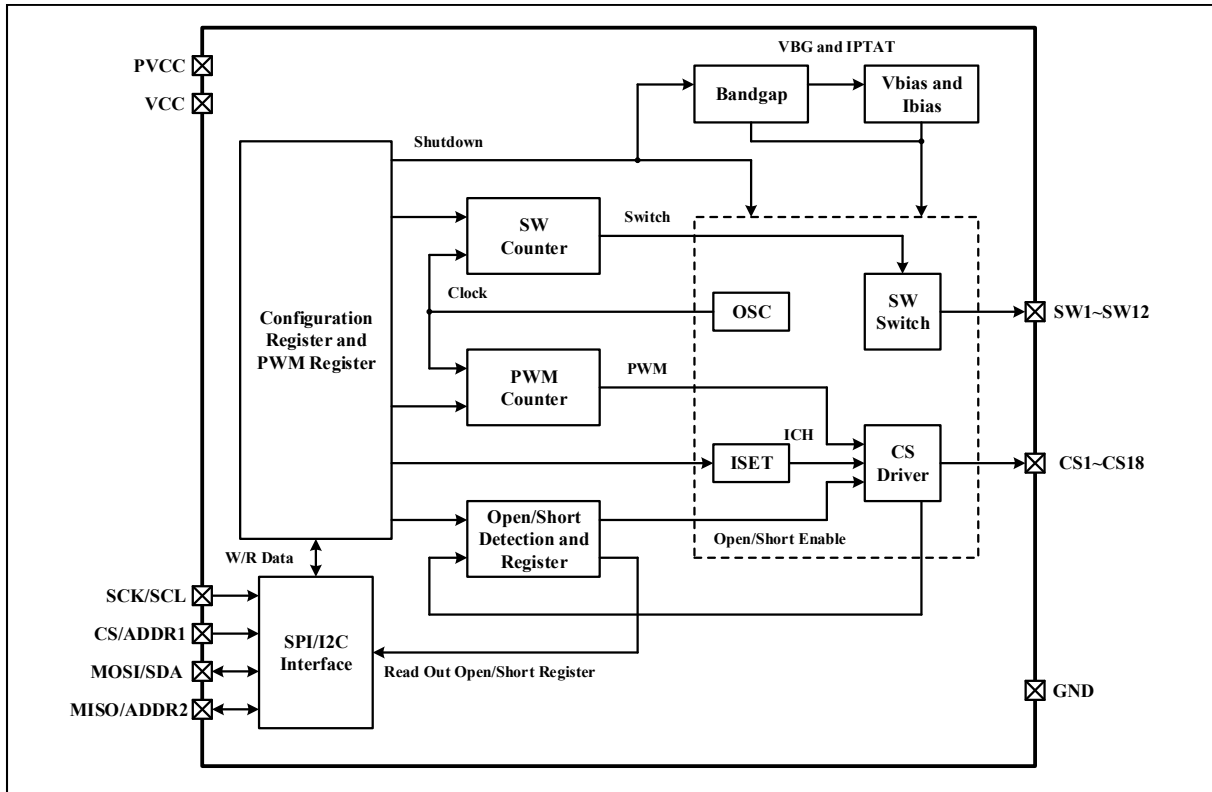 VBG and IPTAT
PVCC
VCC
Bandgap
Vbias and
Ibias
Shutdown
SW
Counter
Switch
Clock
OSC
SW
Switch
SW1~SW12
Configuration
Register and
PWM Register
PWM
Counter
PWM
ICH
ISET
CS
Driver
CS1~CS18
Open/Short
Detection and
Register
Open/Short Enable
W/R Data
SCK/SCL
CS/ADDR1
MOSI/SDA
MISO/ADDR2
SPI/I2C
Interface
Read Out Open/Short Register
GND